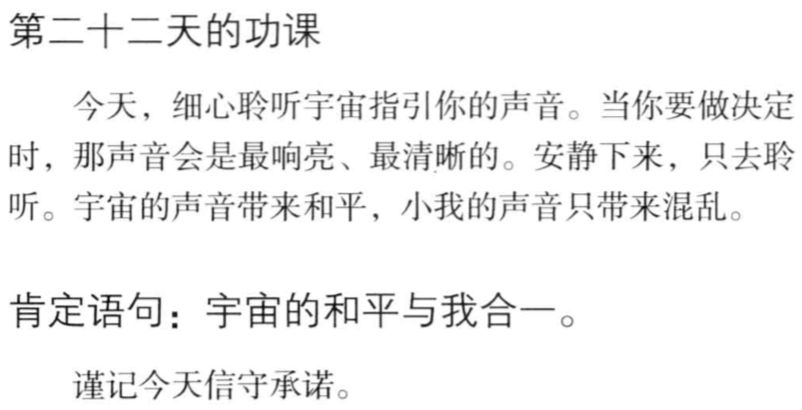 第二十二天的功课
今天，细心聆听宇宙指引你的声音。当你要做决定
时，那声音会是最响亮、最清晰的。安静下来，只去聆
听。宇宙的声音带来和平，小我的声音只带来混乱。
肯定语句：宇宙的和平与我合一。
谨记今天信守承诺。